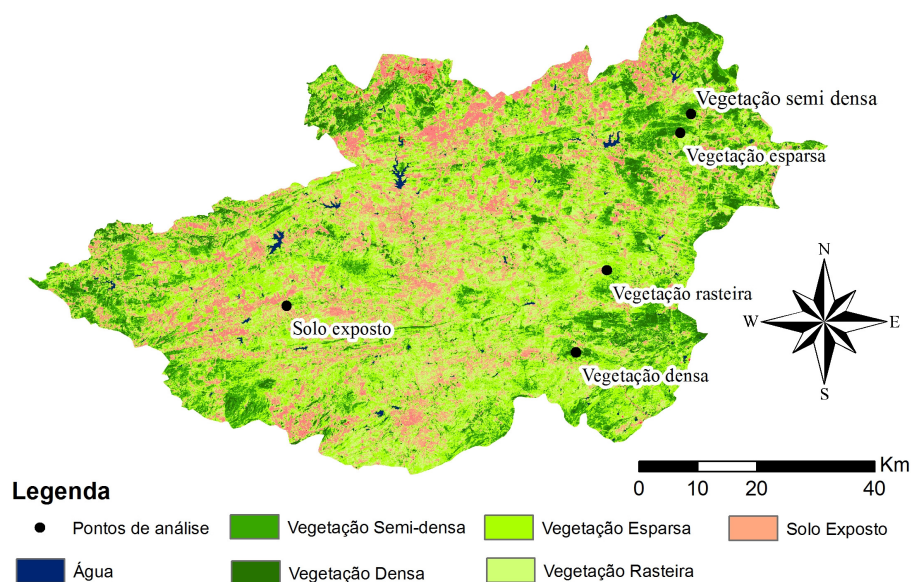 Vegetação semi densa
Vegetação esparsa
N
Vegetação rasteira
W
E
Solo exposto
Vegetação densa
S
Km
0 10 20 40
Legenda
Pontos de análise
Vegetação Semi-densa
Vegetação Esparsa
Solo Exposto
Água
Vegetação Densa
Vegetação Rasteira